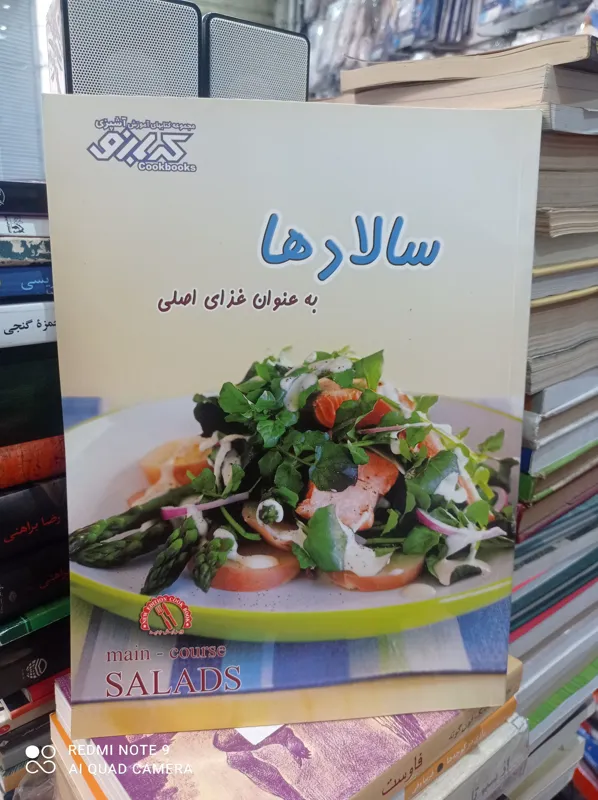 مجموعه کتابهای آموزش آشپزی
کدبانو
Cookbooks
سالادها
به عنوان غذای اصلی
main - course
SALADS
حمزهٔ گنجی
رضا براهنی
فاوست
REDMI NOTE 9
AI QUAD CAMERA